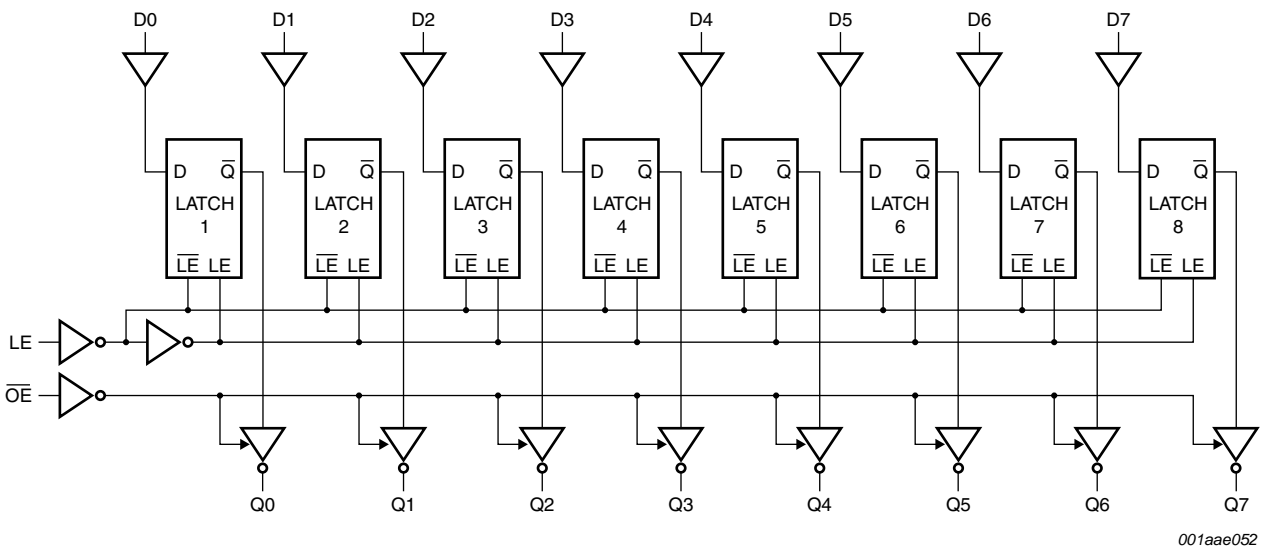 D0 D1 D2 D3 D4 D5 D6 D7
D Q̅ D Q̅ D Q̅ D Q̅ D Q̅ D Q̅ D Q̅ D Q̅
LATCH LATCH LATCH LATCH LATCH LATCH LATCH LATCH
1 2 3 4 5 6 7 8
L̅E̅ LE L̅E̅ LE L̅E̅ LE L̅E̅ LE L̅E̅ LE L̅E̅ LE L̅E̅ LE L̅E̅ LE
LE
O̅E̅
Q0 Q1 Q2 Q3 Q4 Q5 Q6 Q7
001aae052